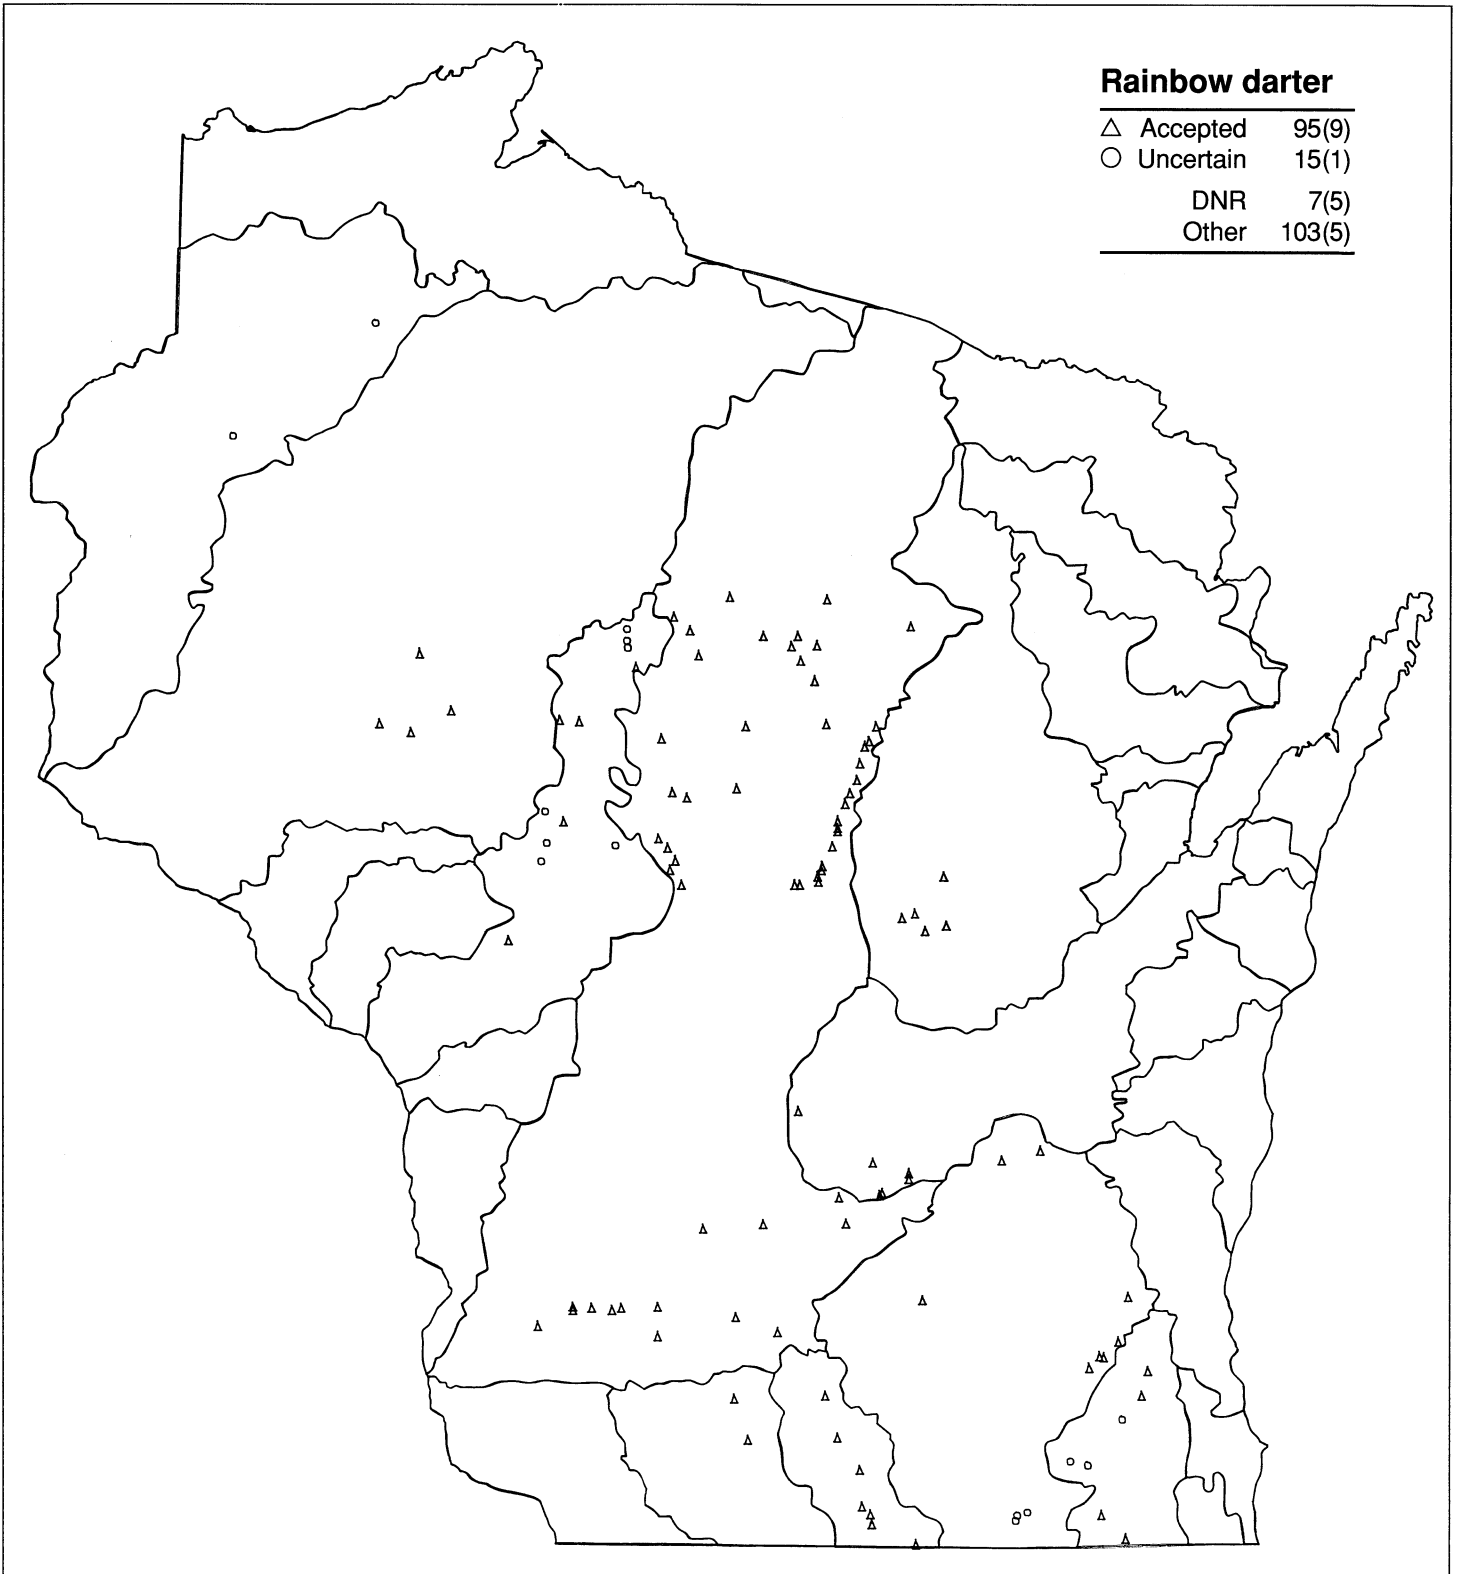 Rainbow darter
△ Accepted 95(9)
○ Uncertain 15(1)
DNR 7(5)
Other 103(5)